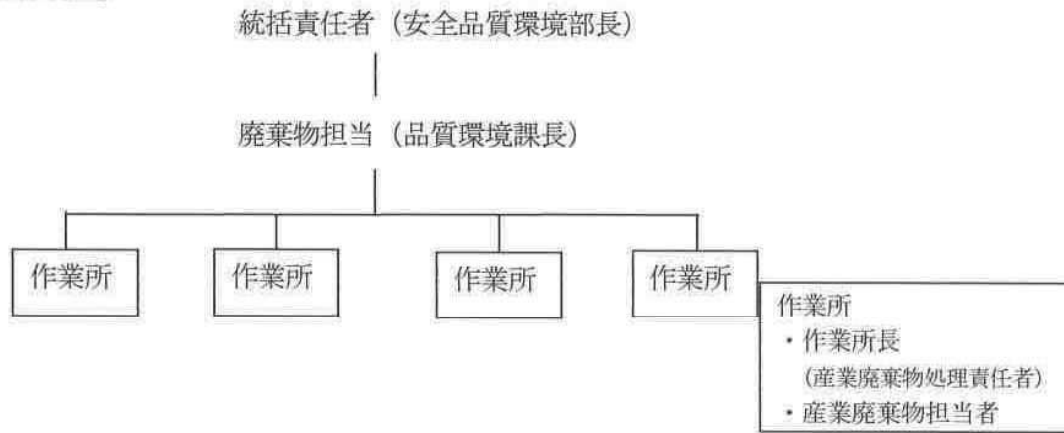 統括責任者（安全品質環境部長）
廃棄物担当（品質環境課長）
作業所
作業所
作業所
作業所
作業所
・作業所長
（産業廃棄物処理責任者）
・産業廃棄物担当者